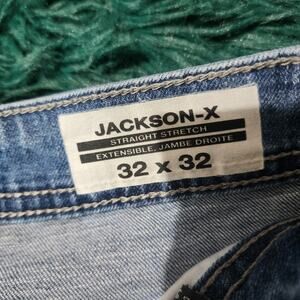 JACKSON-X
STRAIGHT STRETCH
EXTENSIBLE, JAMBE DROITE
32 x 32